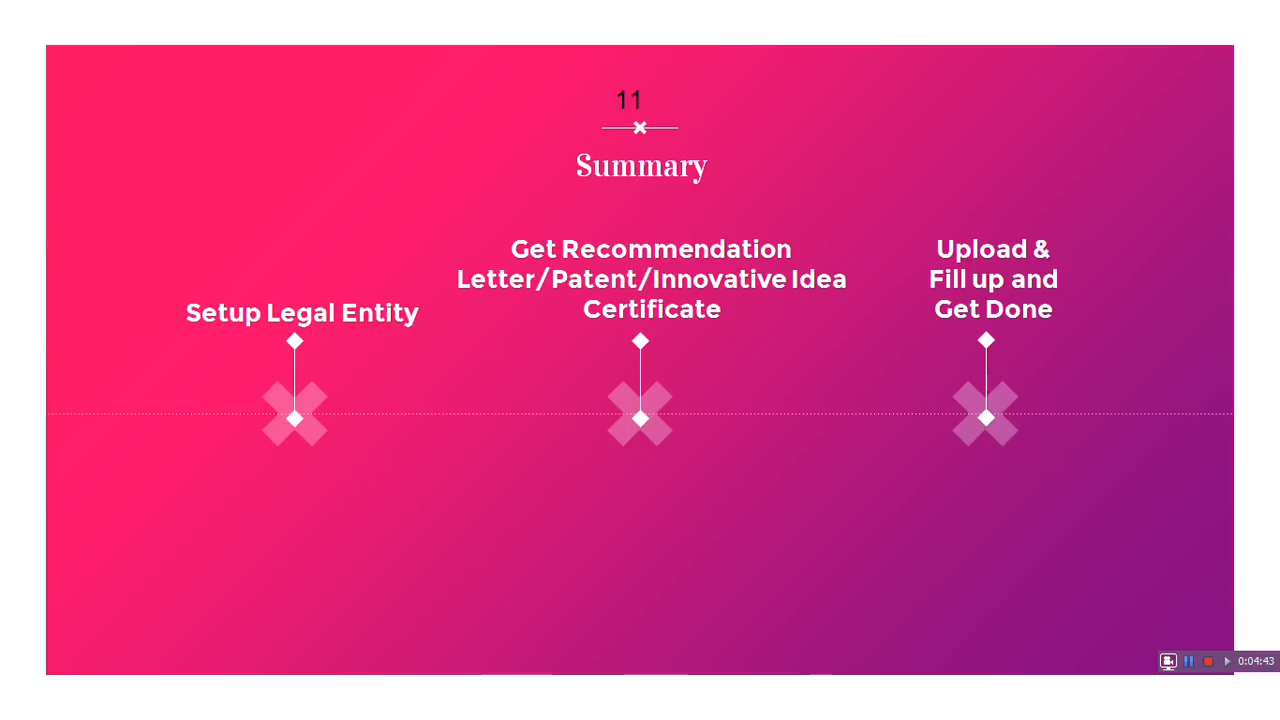 11
Summary
Setup Legal Entity
Get Recommendation
Letter/Patent/Innovative Idea
Certificate
Upload &
Fill up and
Get Done
0:04:43